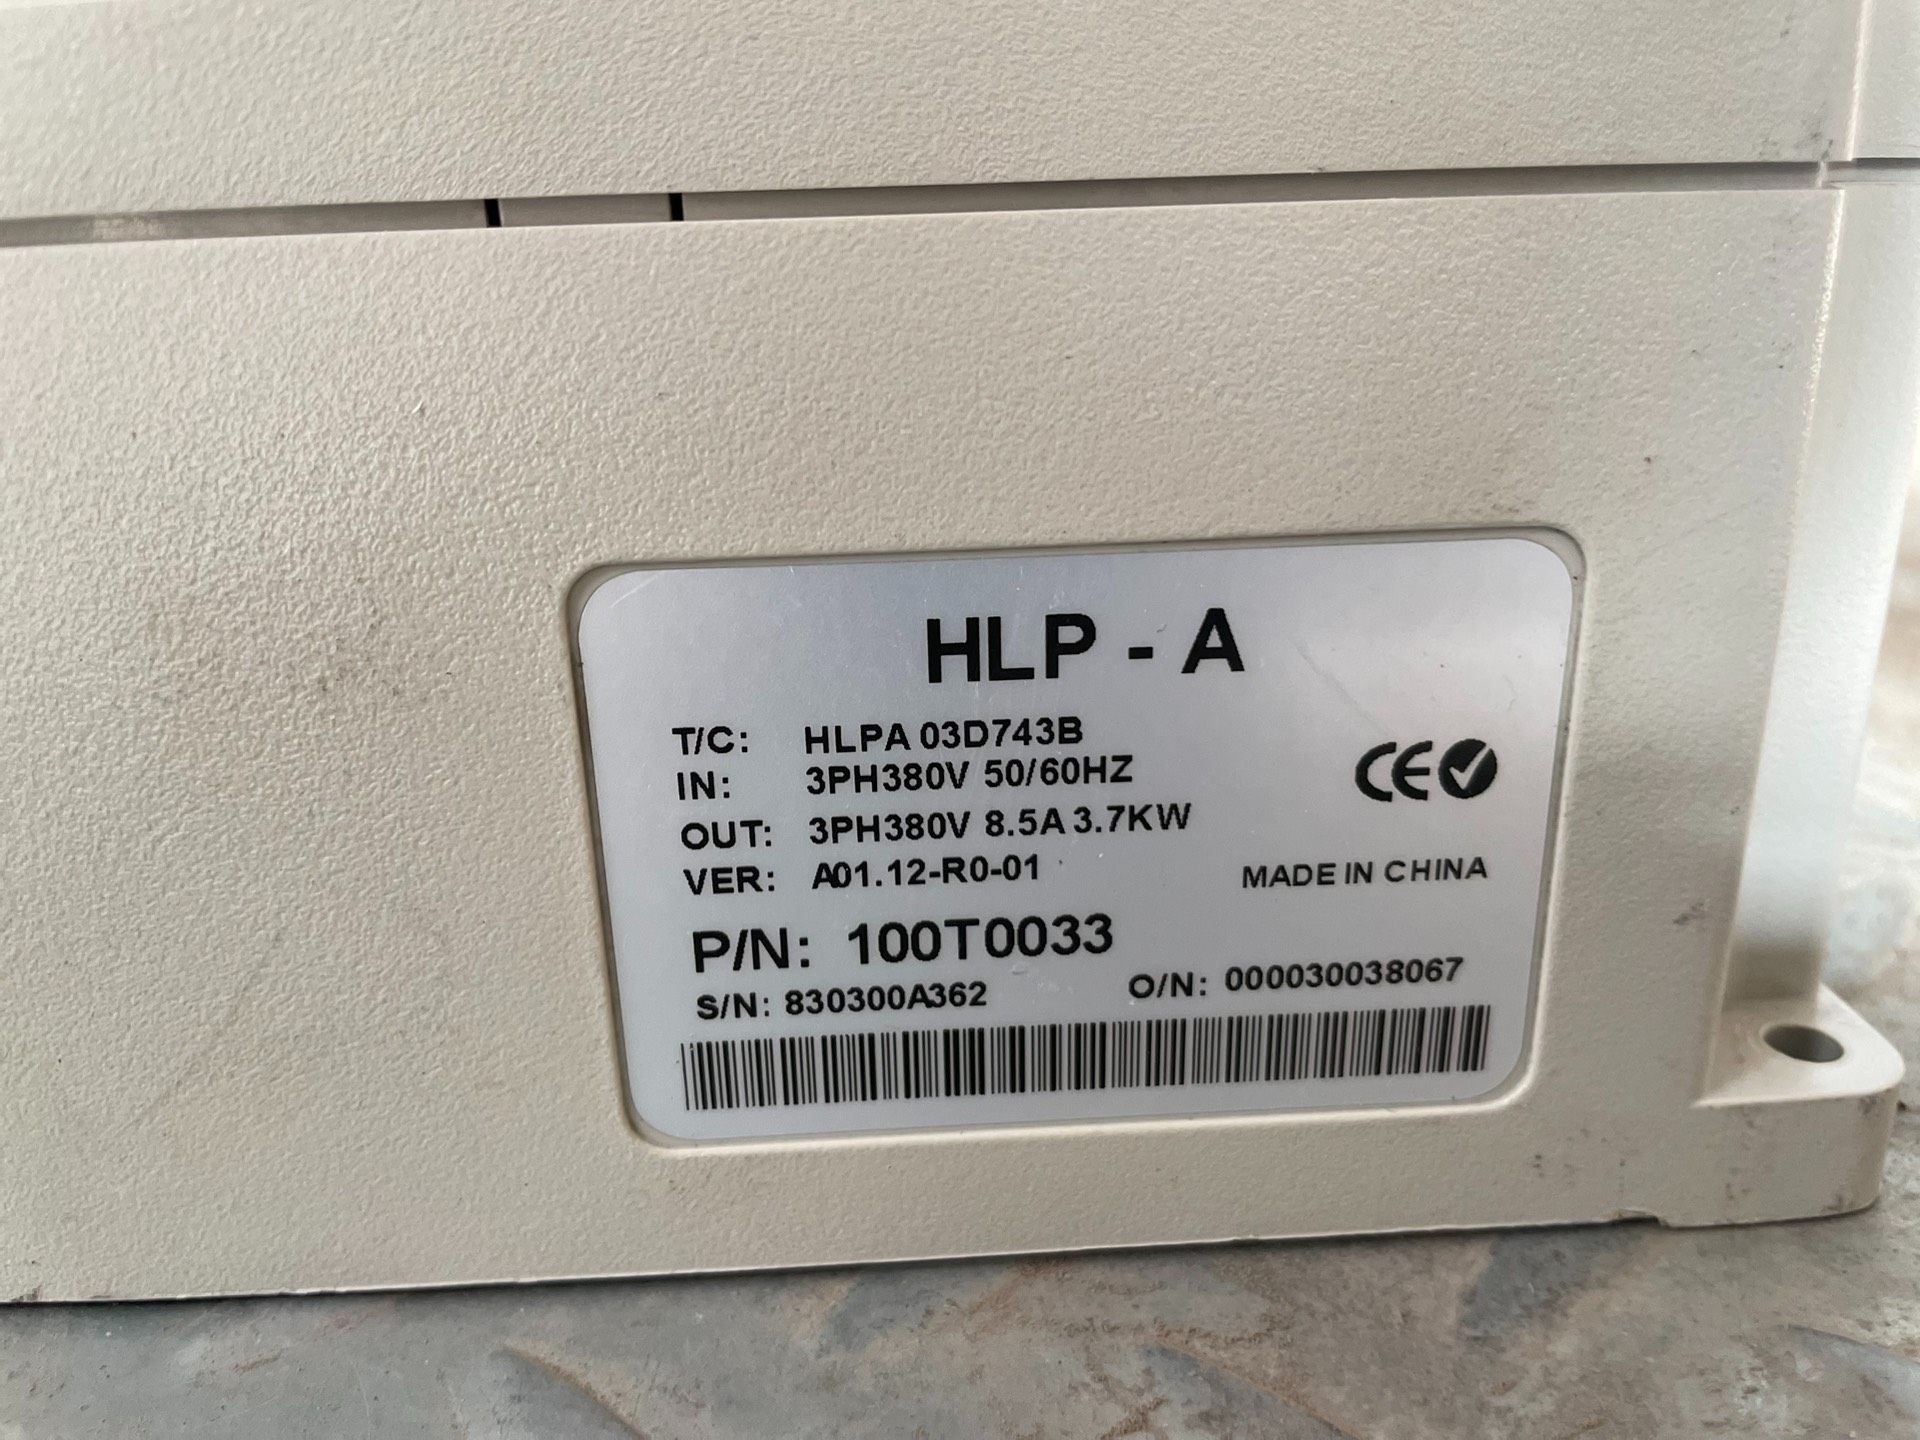 HLP - A
T/C: HLPA 03D743B
IN: 3PH380V 50/60HZ
OUT: 3PH380V 8.5A 3.7KW
VER: A01.12-R0-01
CE
MADE IN CHINA
P/N: 100T0033
S/N: 830300A362 O/N: 000030038067